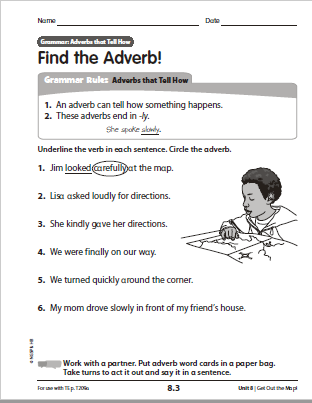 Name Date
Grammar: Adverbs that Tell How
Find the Adverb!
Grammar Rules Adverbs that Tell How
1. An adverb can tell how something happens.
2. These adverbs end in -ly.
She spoke slowly.
Underline the verb in each sentence. Circle the adverb.
1. Jim looked carefully at the map.
2. Lisa asked loudly for directions.
3. She kindly gave her directions.
4. We were finally on our way.
5. We turned quickly around the corner.
6. My mom drove slowly in front of my friend's house.
Work with a partner. Put adverb word cards in a paper bag.
Take turns to act it out and say it in a sentence.
For use with TE p. T209a 8.3 Unit 8 | Get Out the Map!